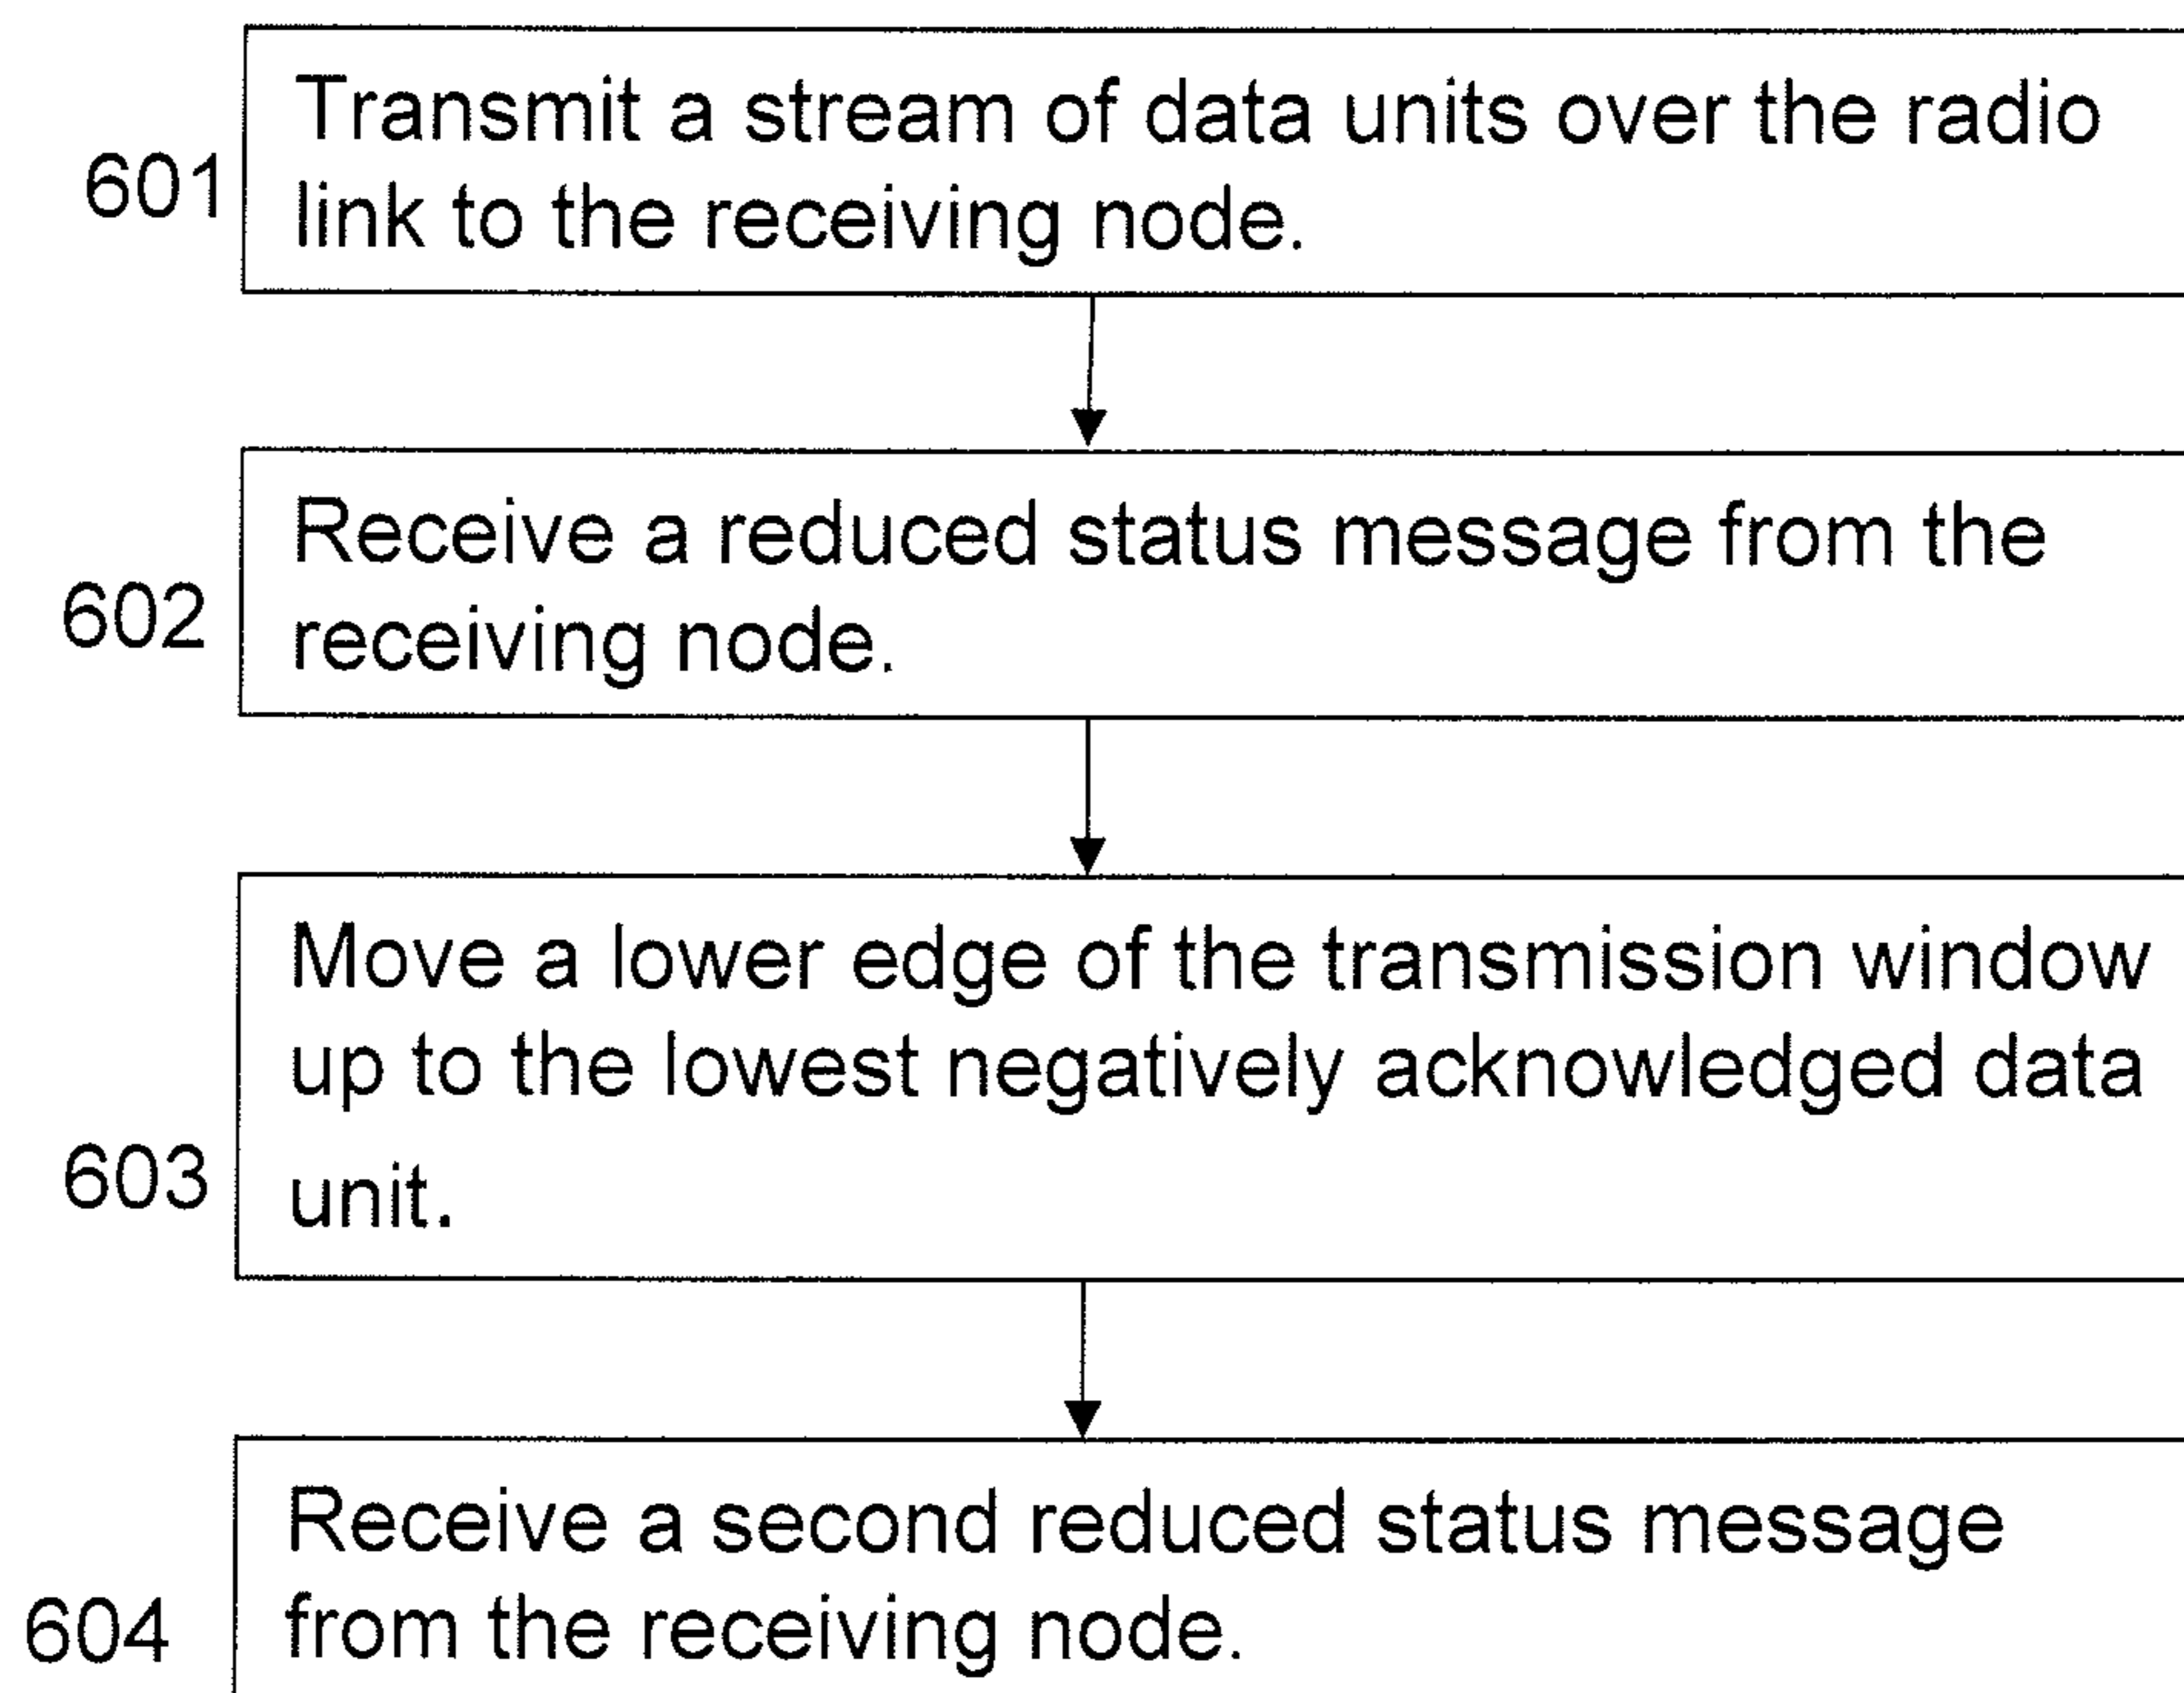 Transmit a stream of data units over the radio
601
link to the receiving node.
Receive a reduced status message from the
602
receiving node.
Move a lower edge of the transmission window
up to the lowest negatively acknowledged data
603
unit.
Receive a second reduced status message
604
from the receiving node.